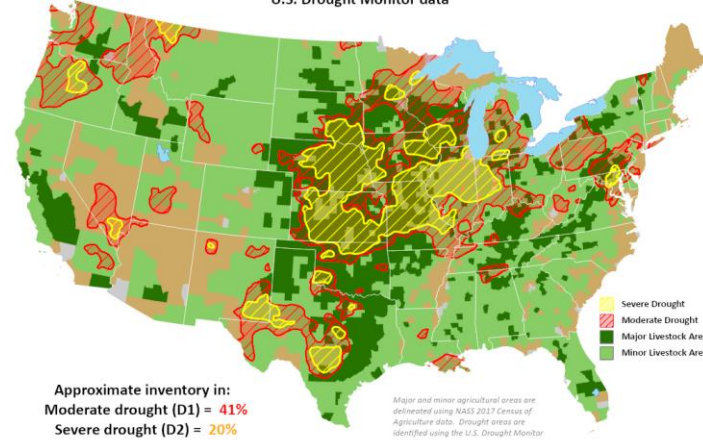 U.S. Drought Monitor data
Severe Drought
Moderate Drought
Major Livestock Are
Minor Livestock Are
Approximate inventory in:
Moderate drought (D1) = 41%
Severe drought (D2) = 20%
Major and minor agricultural areas are
delineated using NASS 2017 Census of
Agriculture data. Drought areas are
identified using the U.S. Drought Monitor